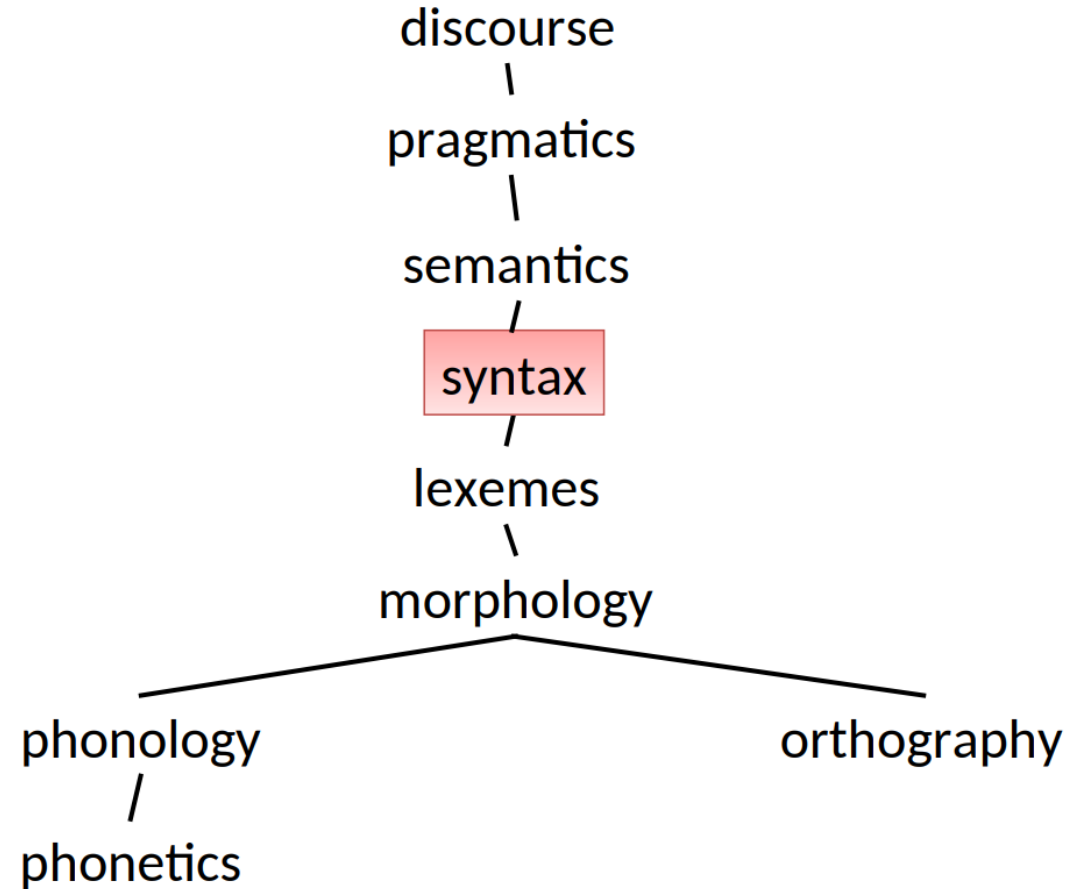 discourse
pragmatics
semantics
syntax
lexemes
morphology
phonology orthography
phonetics